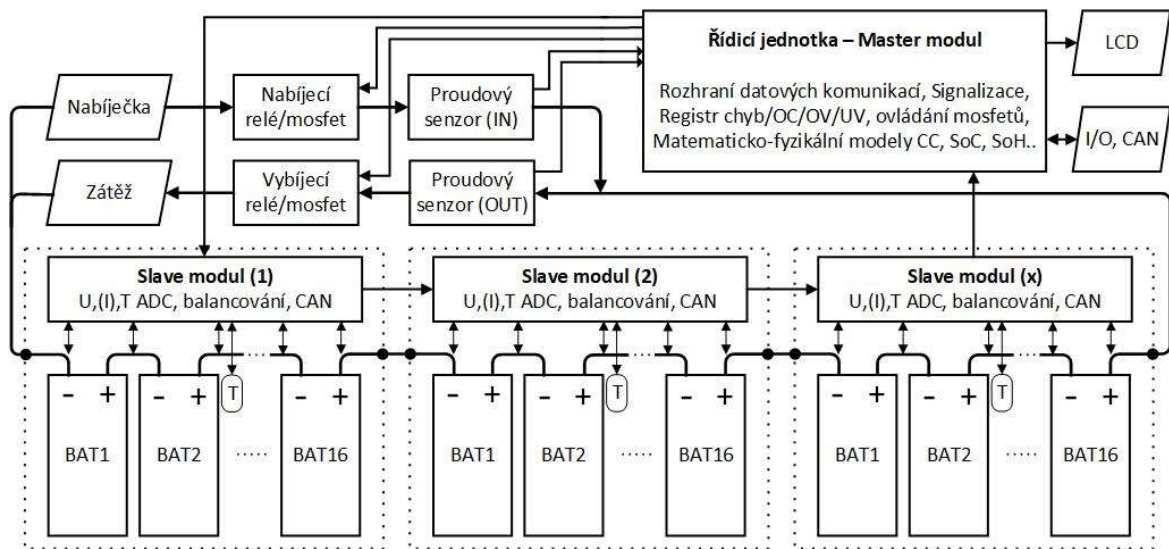 Řídicí jednotka – Master modul
Rozhraní datových komunikací, Signalizace,
Registr chyb/OC/OV/UV, ovládání mosfetů,
Matematicko-fyzikální modely CC, SoC, SoH..
LCD
I/O, CAN
Nabíječka
Nabíjecí
relé/mosfet
Proudový
senzor (IN)
Zátěž
Vybíjecí
relé/mosfet
Proudový
senzor (OUT)
Slave modul (1)
U,(I),T ADC, balancování, CAN
Slave modul (2)
U,(I),T ADC, balancování, CAN
Slave modul (x)
U,(I),T ADC, balancování, CAN
- + - + T - +
BAT1 BAT2 ..... BAT16
- + - + T - +
BAT1 BAT2 ..... BAT16
- + - + T - +
BAT1 BAT2 ..... BAT16